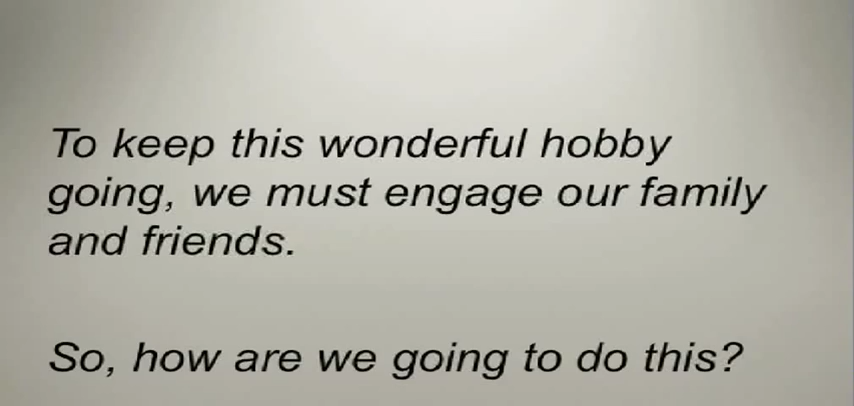 To keep this wonderful hobby
going, we must engage our family
and friends.
So, how are we going to do this?